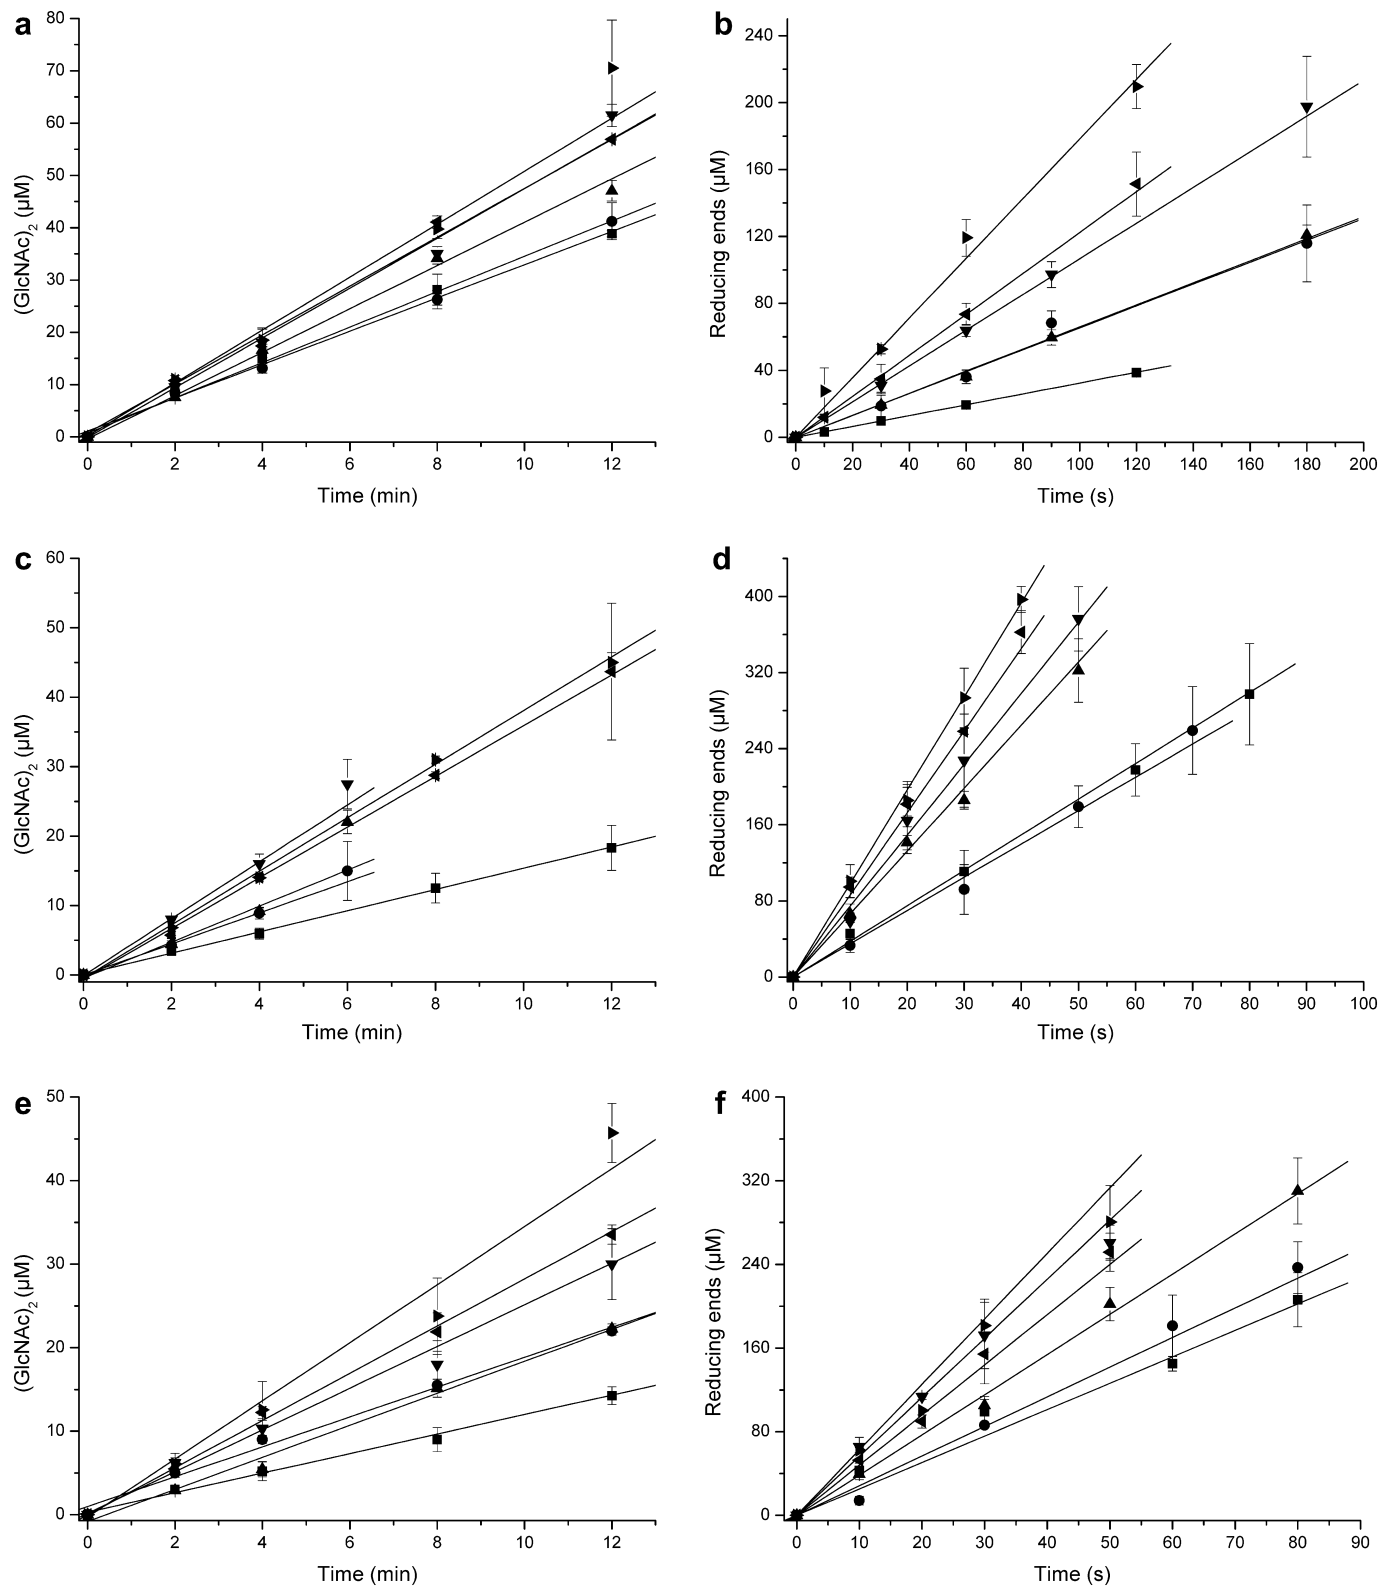 a
80
70
60
50
40
30
20
10
0
(GlcNAc)2 (µM)
0 2 4 6 8 10 12
Time (min)
b
240
200
160
120
80
40
0
Reducing ends (µM)
0 20 40 60 80 100 120 140 160 180 200
Time (s)
c
60
50
40
30
20
10
0
(GlcNAc)2 (µM)
0 2 4 6 8 10 12
Time (min)
d
400
320
240
160
80
0
Reducing ends (µM)
0 10 20 30 40 50 60 70 80 90 100
Time (s)
e
50
40
30
20
10
0
(GlcNAc)2 (µM)
0 2 4 6 8 10 12
Time (min)
f
400
320
240
160
80
0
Reducing ends (µM)
0 10 20 30 40 50 60 70 80 90
Time (s)